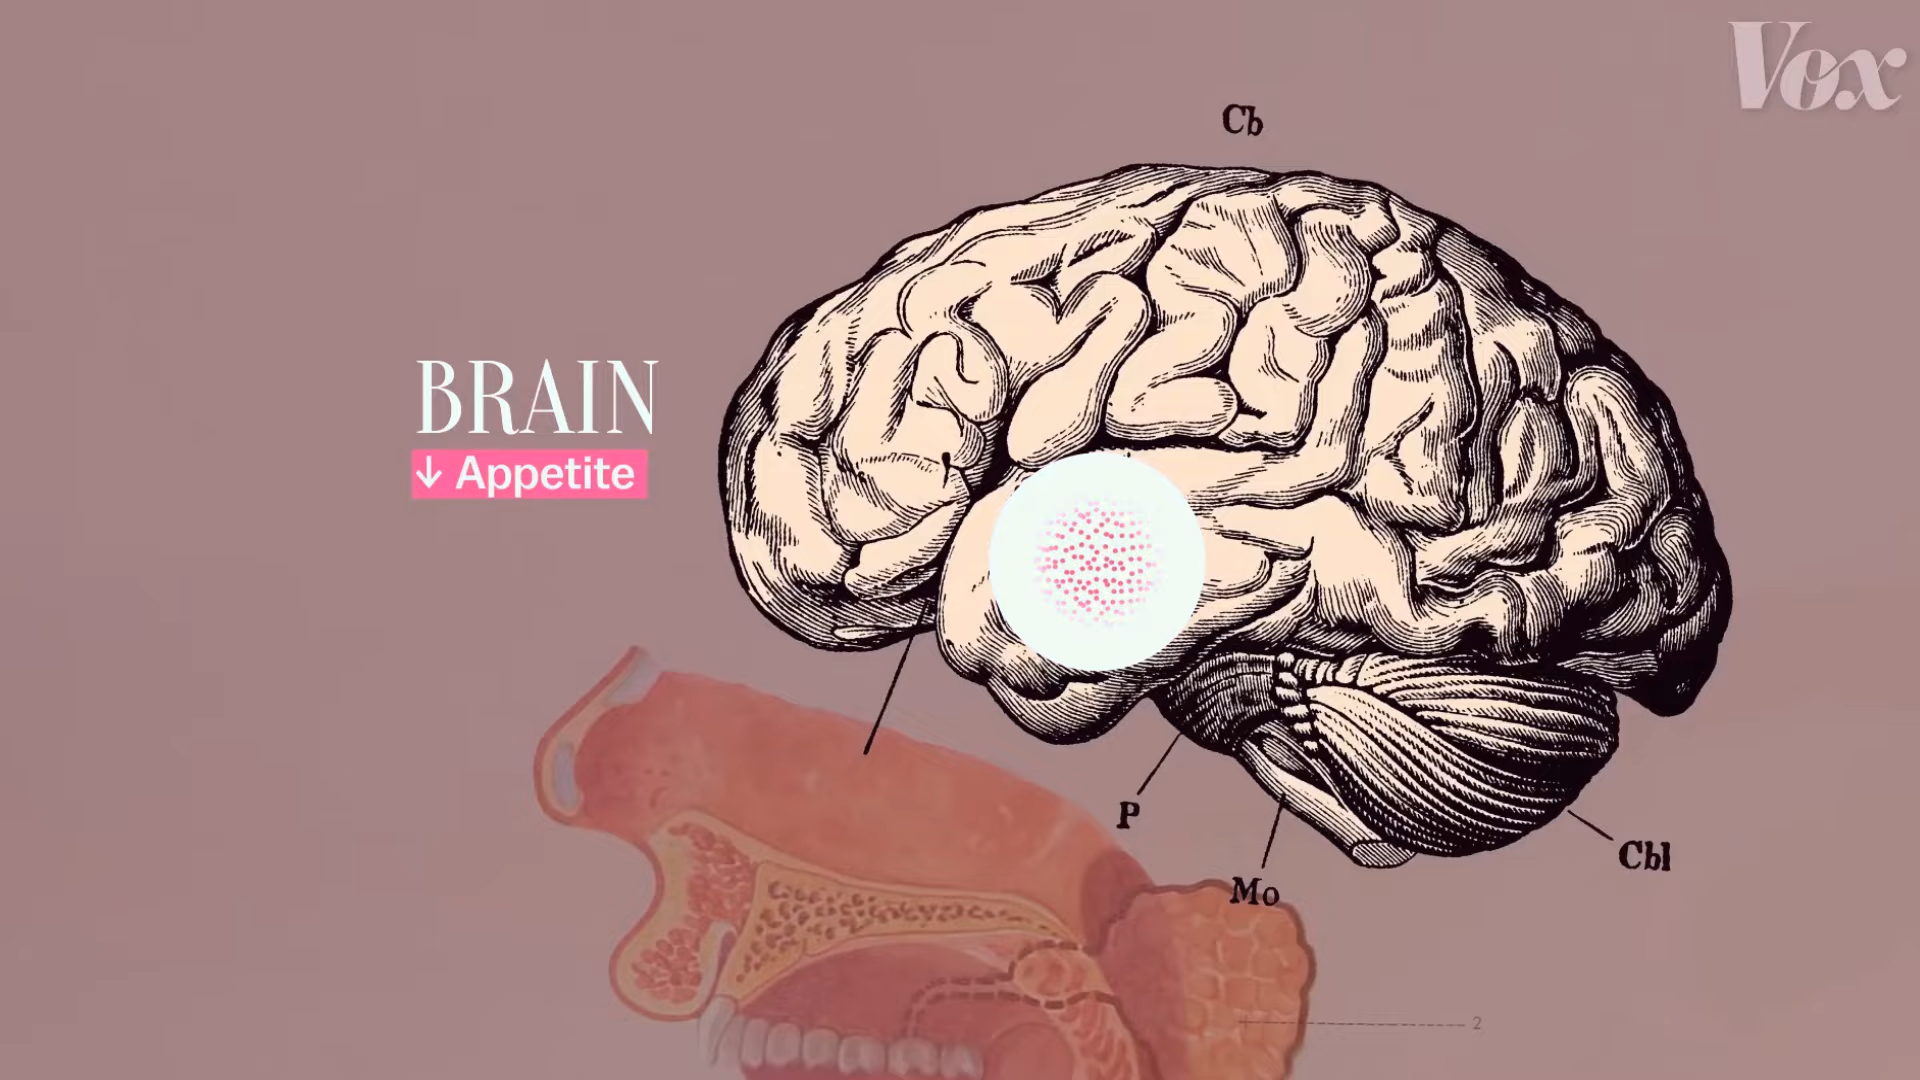 Vox
Cb
BRAIN
↓ Appetite
P
Cbl
Mo
2